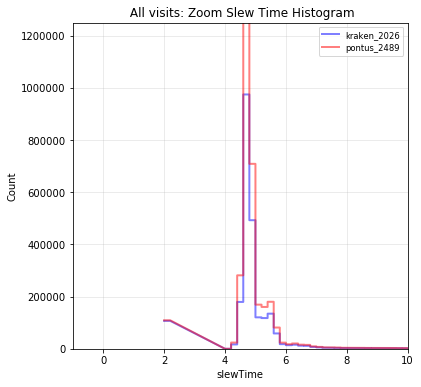 All visits: Zoom Slew Time Histogram
kraken_2026
pontus_2489
1200000
1000000
800000
600000
400000
200000
0
Count
0 2 4 6 8 10
slewTime